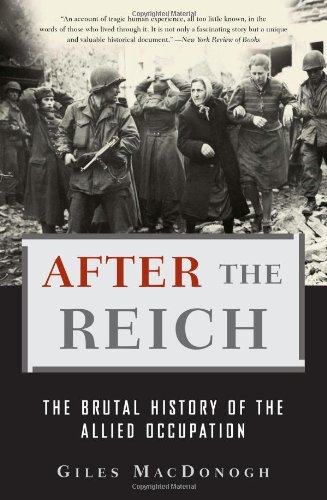 "An account of tragic human experience, all too little known, in the
words of those who lived through it. It is not only a fascinating story but a unique
and valuable historical document." —New York Review of Books
AFTER THE
REICH
THE BRUTAL HISTORY OF THE
ALLIED OCCUPATION
GILES MACDONOGH